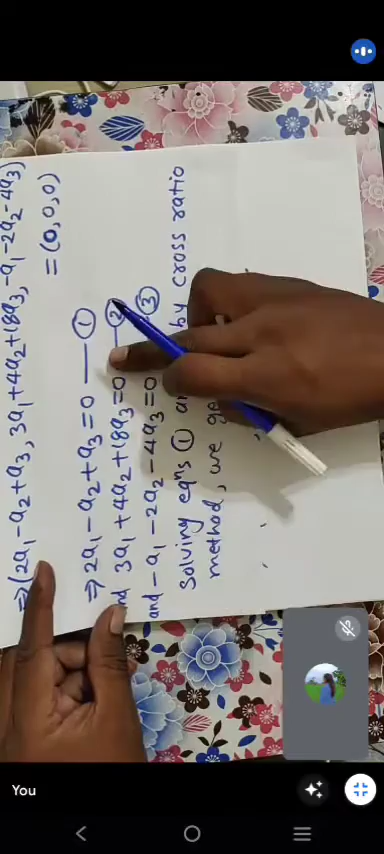 ⇒(2a₁-a₂+a₃, 3a₁+4a₂+18a₃, -a₁-2a₂-4a₃)
= (0,0,0)
⇒ 2a₁-a₂+a₃=0 — ①
and 3a₁+4a₂+18a₃=0 — ②
and -a₁-2a₂-4a₃=0 — ③
Solving eqns ① by cross ratio
method, we
You